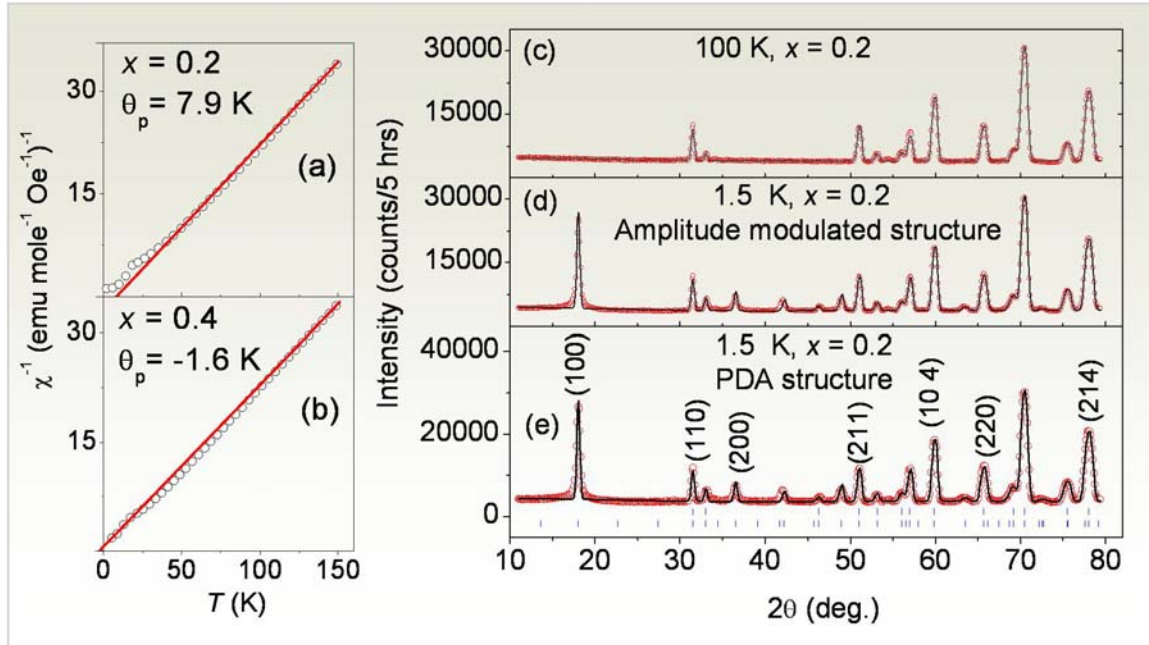 x = 0.2
θp = 7.9 K
(a)
30
15
x = 0.4
θp = -1.6 K
(b)
30
15
0 50 100 150
T (K)
χ-1 (emu mole-1 Oe-1)-1
(c)
100 K, x = 0.2
30000
15000
(d)
1.5 K, x = 0.2
Amplitude modulated structure
30000
15000
(e)
1.5 K, x = 0.2
PDA structure
40000
20000
0
(100)
(110)
(200)
(211)
(10 4)
(220)
(214)
10 20 30 40 50 60 70 80
2θ (deg.)
Intensity (counts/5 hrs)